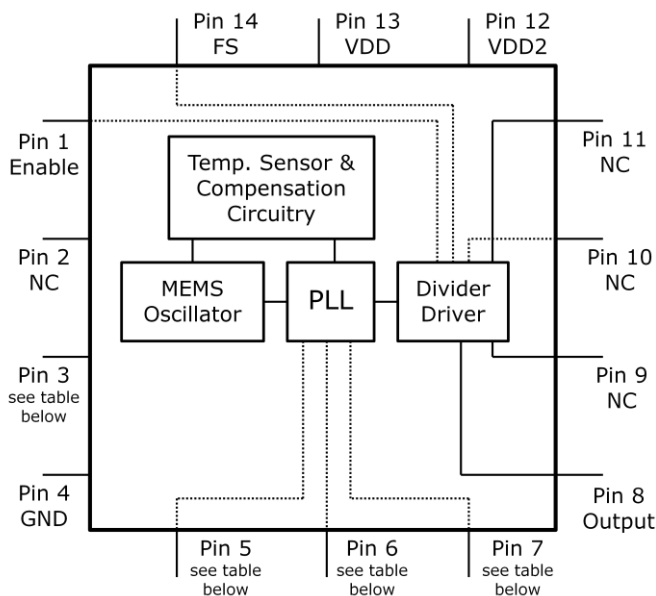 Pin 14
FS
Pin 13
VDD
Pin 12
VDD2
Pin 1
Enable
Pin 11
NC
Temp. Sensor &
Compensation
Circuitry
Pin 2
NC
Pin 10
NC
MEMS
Oscillator
PLL
Divider
Driver
Pin 3
see table
below
Pin 9
NC
Pin 4
GND
Pin 8
Output
Pin 5
see table
below
Pin 6
see table
below
Pin 7
see table
below